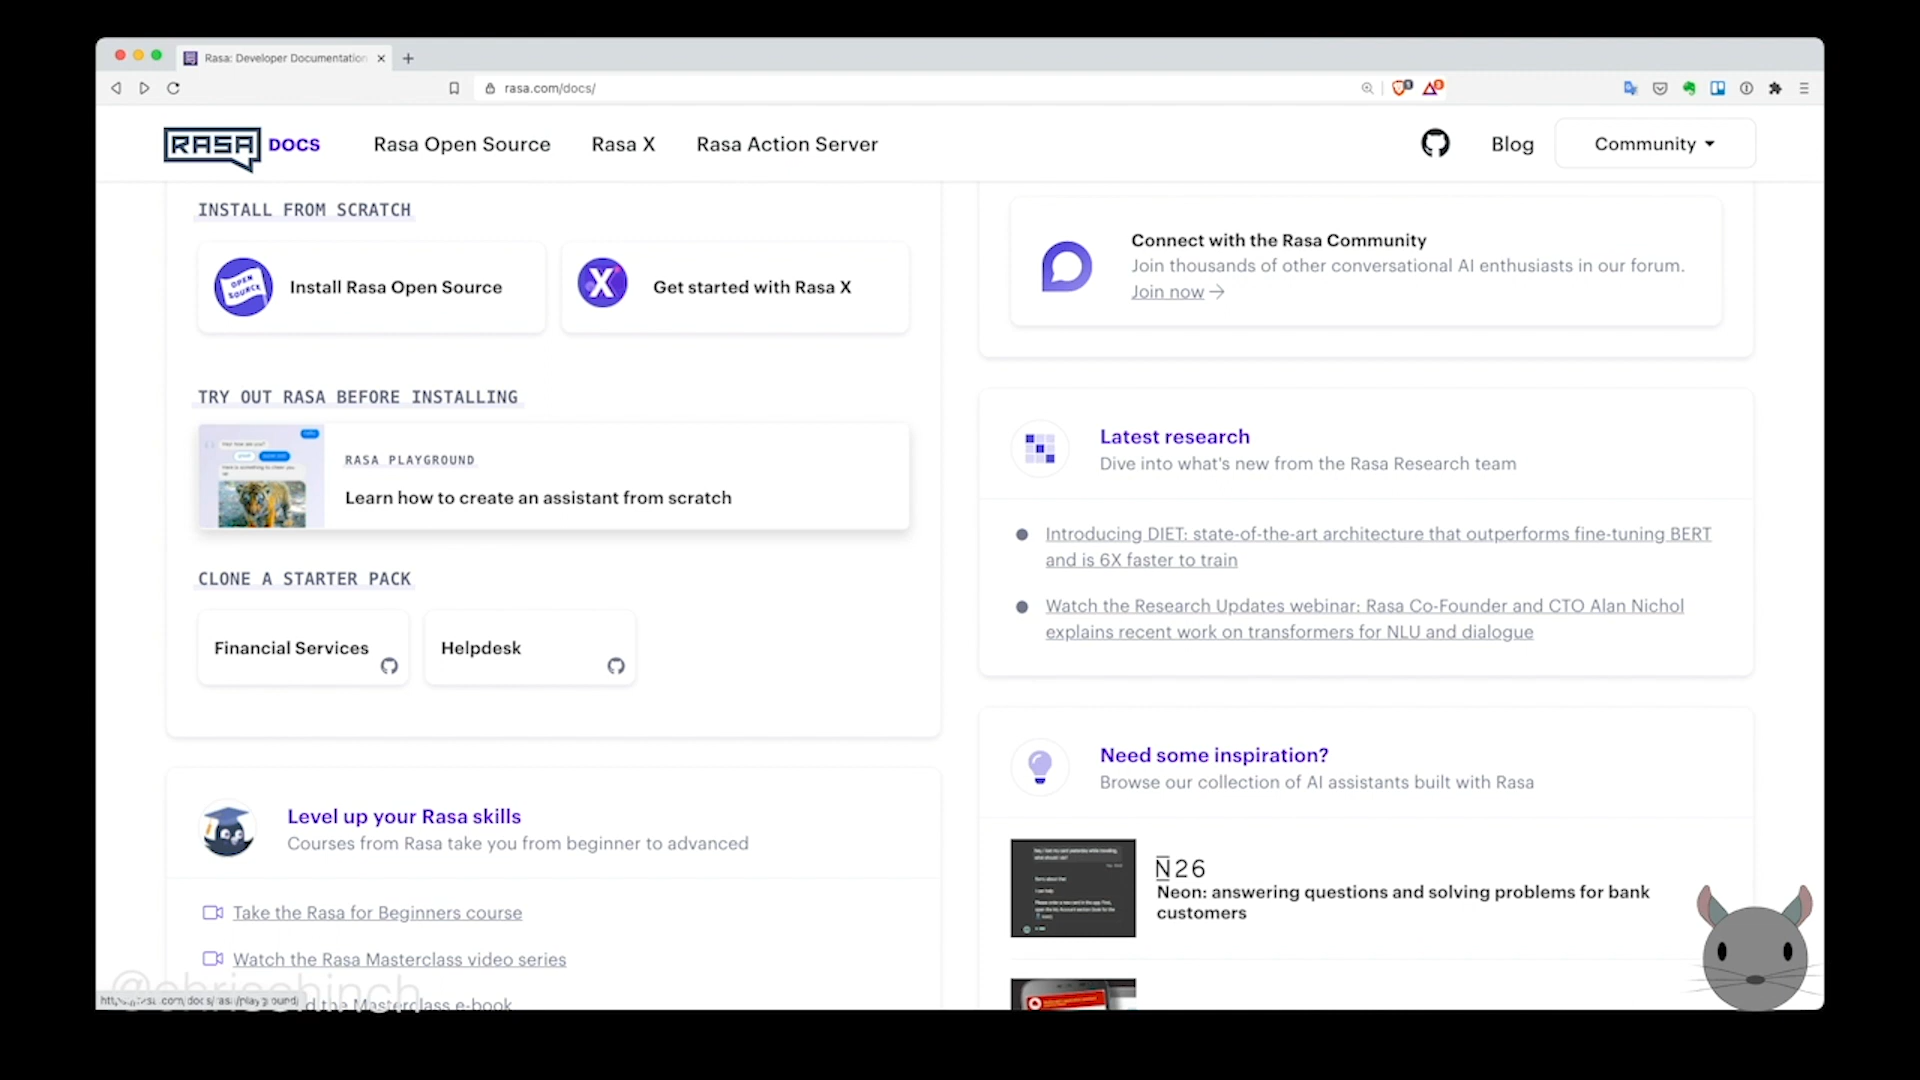 Rasa: Developer Documentation
rasa.com/docs/
RASA DOCS
Rasa Open Source
Rasa X
Rasa Action Server
Blog
Community
INSTALL FROM SCRATCH
OPEN SOURCE
Install Rasa Open Source
X
Get started with Rasa X
TRY OUT RASA BEFORE INSTALLING
RASA PLAYGROUND
Learn how to create an assistant from scratch
CLONE A STARTER PACK
Financial Services
Helpdesk
Level up your Rasa skills
Courses from Rasa take you from beginner to advanced
Take the Rasa for Beginners course
Watch the Rasa Masterclass video series
d the Masterclass e-book
@chrischinch
Connect with the Rasa Community
Join thousands of other conversational AI enthusiasts in our forum.
Join now
Latest research
Dive into what's new from the Rasa Research team
Introducing DIET: state-of-the-art architecture that outperforms fine-tuning BERT
and is 6X faster to train
Watch the Research Updates webinar: Rasa Co-Founder and CTO Alan Nichol
explains recent work on transformers for NLU and dialogue
Need some inspiration?
Browse our collection of AI assistants built with Rasa
N26
Neon: answering questions and solving problems for bank
customers